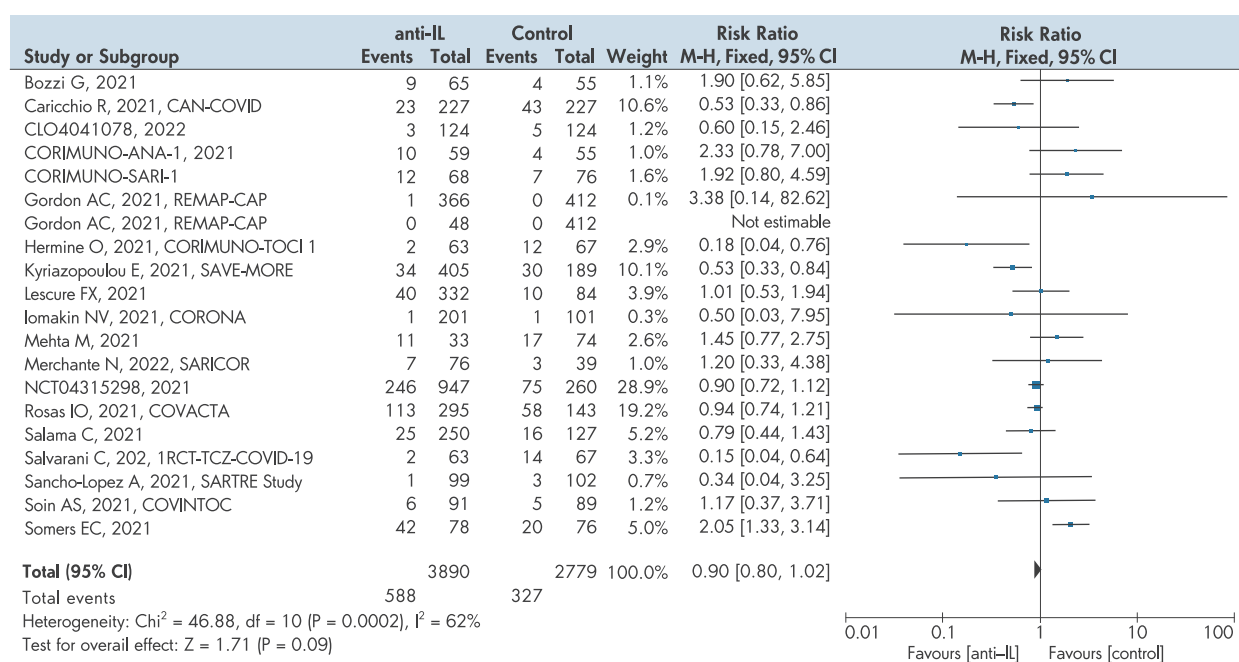 anti-IL Control Risk Ratio Risk Ratio
Study or Subgroup Events Total Events Total Weight M-H, Fixed, 95% CI M-H, Fixed, 95% CI
Bozzi G, 2021 9 65 4 55 1.1% 1.90 [0.62, 5.85]
Caricchio R, 2021, CAN-COVID 23 227 43 227 10.6% 0.53 [0.33, 0.86]
CLO4041078, 2022 3 124 5 124 1.2% 0.60 [0.15, 2.46]
CORIMUNO-ANA-1, 2021 10 59 4 55 1.0% 2.33 [0.78, 7.00]
CORIMUNO-SARI-1 12 68 7 76 1.6% 1.92 [0.80, 4.59]
Gordon AC, 2021, REMAP-CAP 1 366 0 412 0.1% 3.38 [0.14, 82.62]
Gordon AC, 2021, REMAP-CAP 0 48 0 412 Not estimable
Hermine O, 2021, CORIMUNO-TOCI 1 2 63 12 67 2.9% 0.18 [0.04, 0.76]
Kyriazopoulou E, 2021, SAVE-MORE 34 405 30 189 10.1% 0.53 [0.33, 0.84]
Lescure FX, 2021 40 332 10 84 3.9% 1.01 [0.53, 1.94]
Iomakin NV, 2021, CORONA 1 201 1 101 0.3% 0.50 [0.03, 7.95]
Mehta M, 2021 11 33 17 74 2.6% 1.45 [0.77, 2.75]
Merchante N, 2022, SARICOR 7 76 3 39 1.0% 1.20 [0.33, 4.38]
NCT04315298, 2021 246 947 75 260 28.9% 0.90 [0.72, 1.12]
Rosas IO, 2021, COVACTA 113 295 58 143 19.2% 0.94 [0.74, 1.21]
Salama C, 2021 25 250 16 127 5.2% 0.79 [0.44, 1.43]
Salvarani C, 202, 1RCT-TCZ-COVID-19 2 63 14 67 3.3% 0.15 [0.04, 0.64]
Sancho-Lopez A, 2021, SARTRE Study 1 99 3 102 0.7% 0.34 [0.04, 3.25]
Soin AS, 2021, COVINTOC 6 91 5 89 1.2% 1.17 [0.37, 3.71]
Somers EC, 2021 42 78 20 76 5.0% 2.05 [1.33, 3.14]
Total (95% CI) 3890 2779 100.0% 0.90 [0.80, 1.02]
Total events 588 327
Heterogeneity: Chi² = 46.88, df = 10 (P = 0.0002), I² = 62%
Test for overail effect: Z = 1.71 (P = 0.09)
0.01 0.1 1 10 100
Favours [anti–IL] Favours [control]